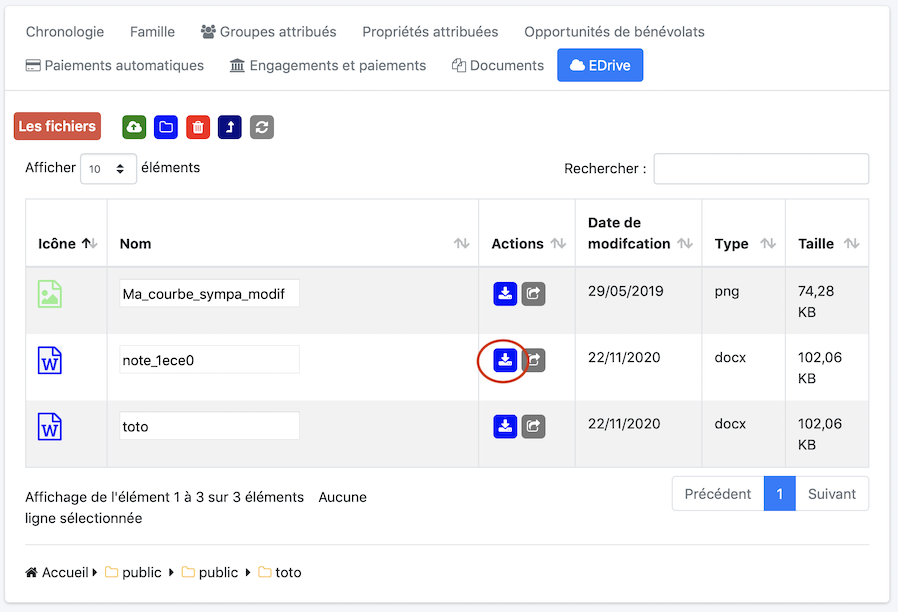 Chronologie Famille Groupes attribués Propriétés attribuées Opportunités de bénévolats
Paiements automatiques Engagements et paiements Documents EDrive
Les fichiers
Afficher 10 éléments Rechercher :
Icône Nom Actions Date de modifcation Type Taille
Ma_courbe_sympa_modif 29/05/2019 png 74,28 KB
W note_1ece0 22/11/2020 docx 102,06 KB
W toto 22/11/2020 docx 102,06 KB
Affichage de l'élément 1 à 3 sur 3 éléments Aucune
ligne sélectionnée
Précédent 1 Suivant
Accueil public public toto